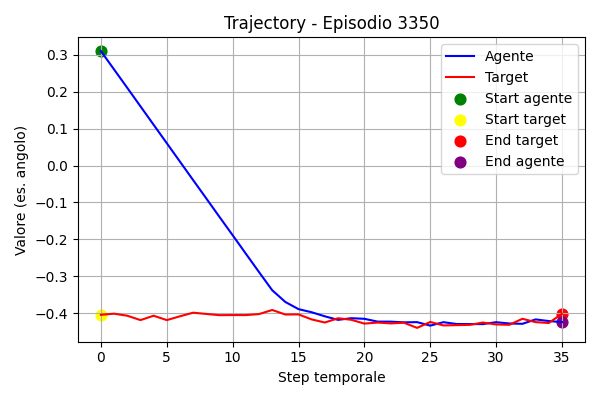 Trajectory - Episodio 3350
Agente
Target
Start agente
Start target
End target
End agente
Valore (es. angolo)
0.3
0.2
0.1
0.0
−0.1
−0.2
−0.3
−0.4
0 5 10 15 20 25 30 35
Step temporale